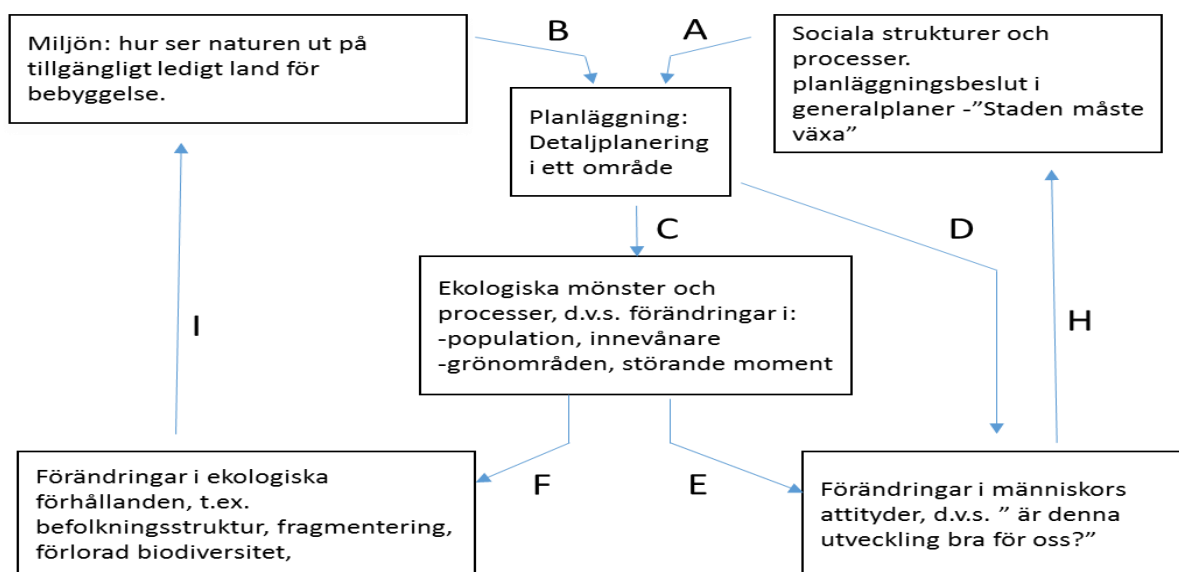 Miljön: hur ser naturen ut på
tillgängligt ledigt land för
bebyggelse.
B
A
Sociala strukturer och
processer.
planläggningsbeslut i
generalplaner -”Staden måste
växa”
Planläggning:
Detaljplanering
i ett område
C
D
Ekologiska mönster och
processer, d.v.s. förändringar i:
-population, innevånare
-grönområden, störande moment
I
H
Förändringar i ekologiska
förhållanden, t.ex.
befolkningsstruktur, fragmentering,
förlorad biodiversitet,
F
E
Förändringar i människors
attityder, d.v.s. ” är denna
utveckling bra för oss?”